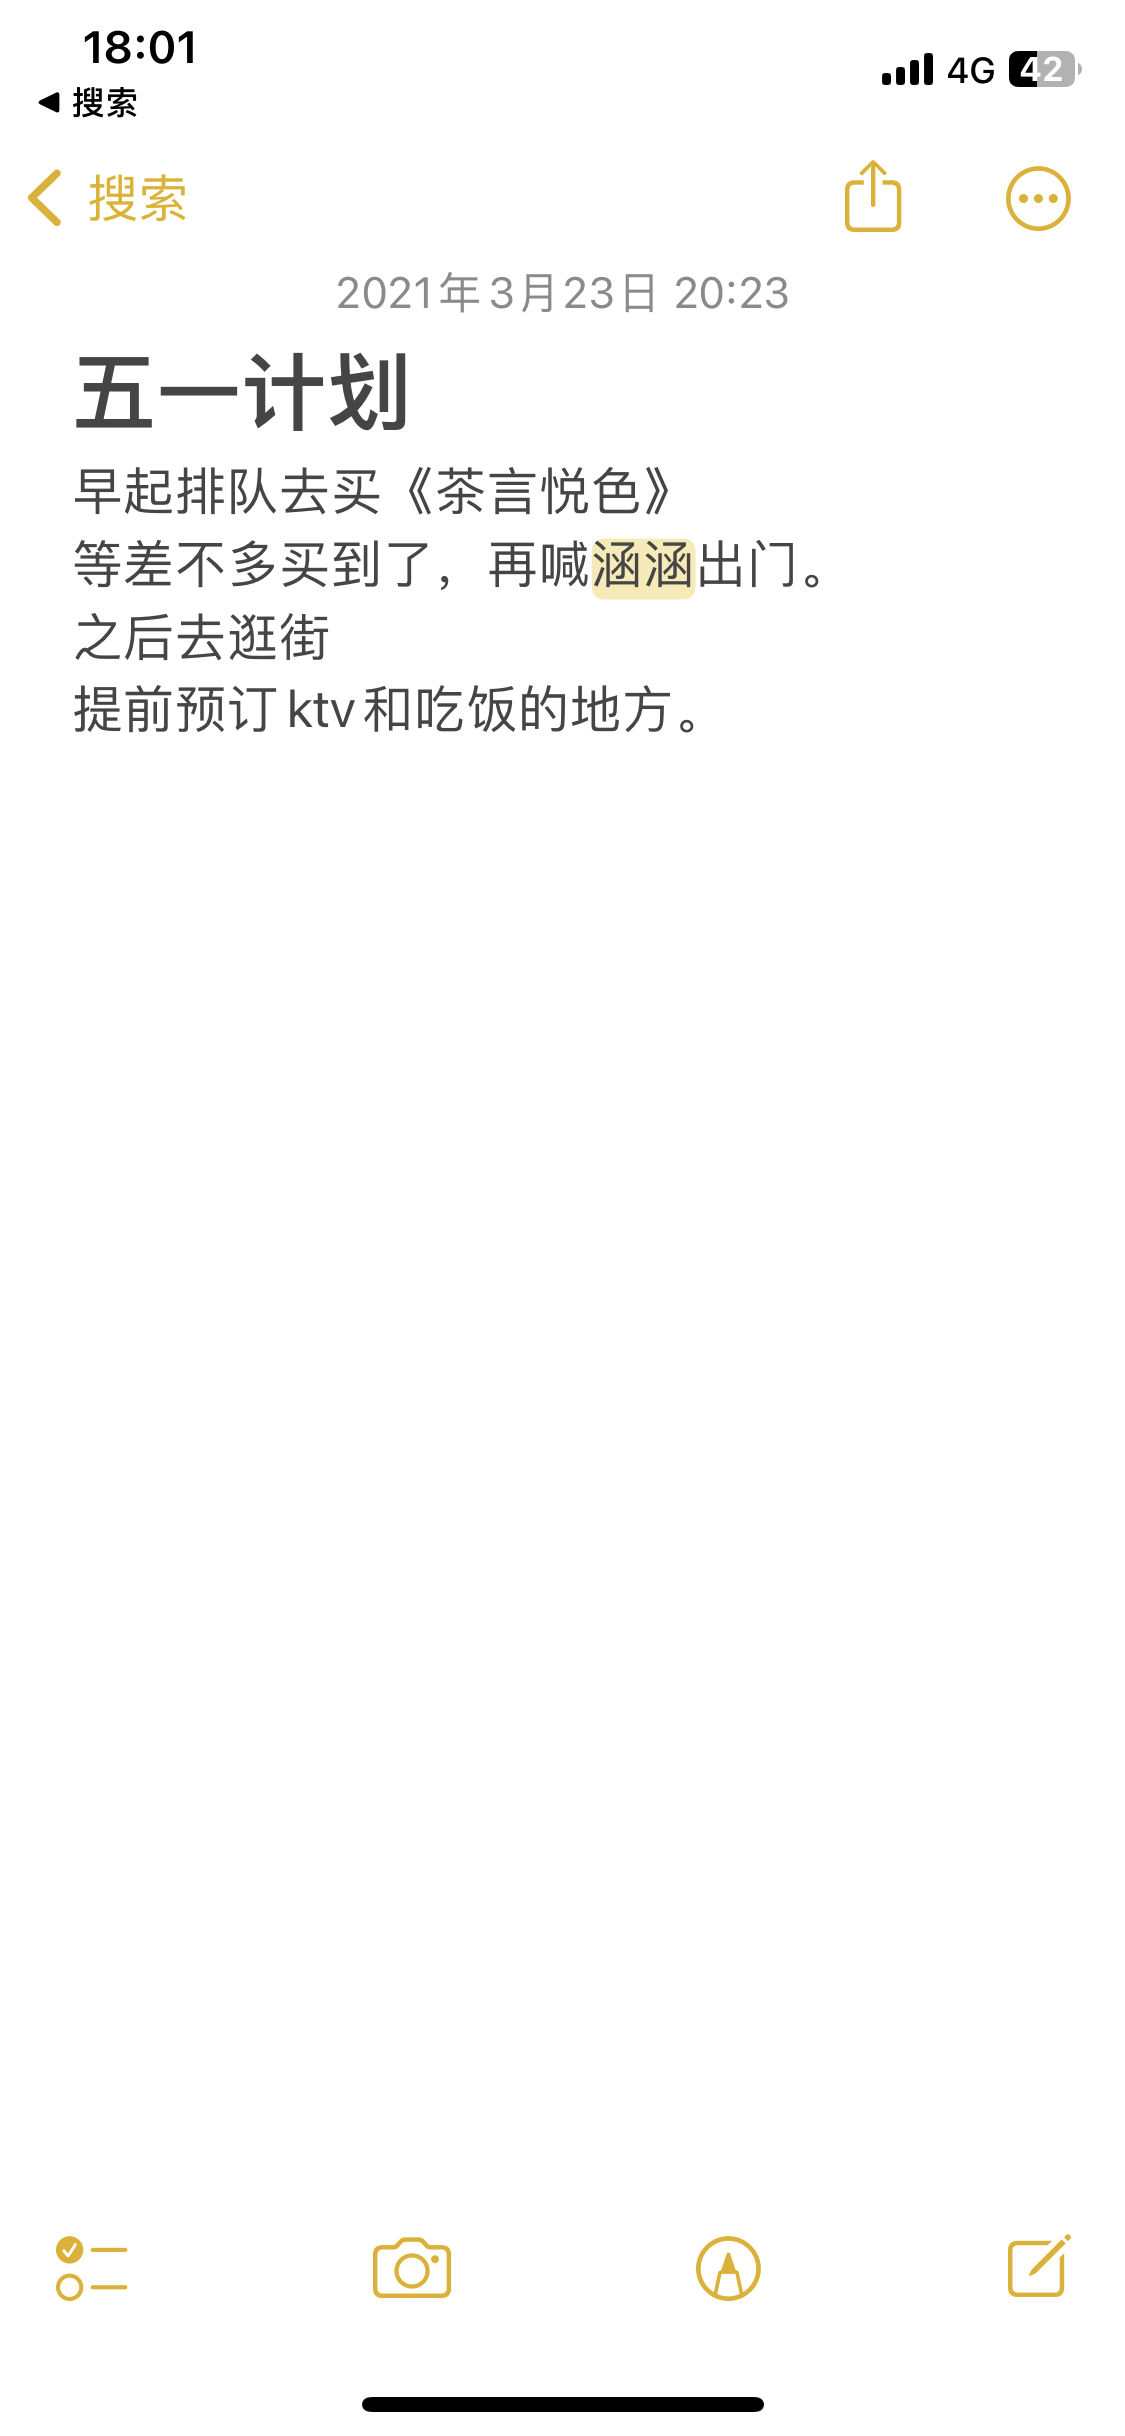 18:01
搜索
4G
42
搜索
2021年3月23日 20:23
五一计划
早起排队去买《茶言悦色》
等差不多买到了，再喊涵涵出门。
之后去逛街
提前预订ktv和吃饭的地方。